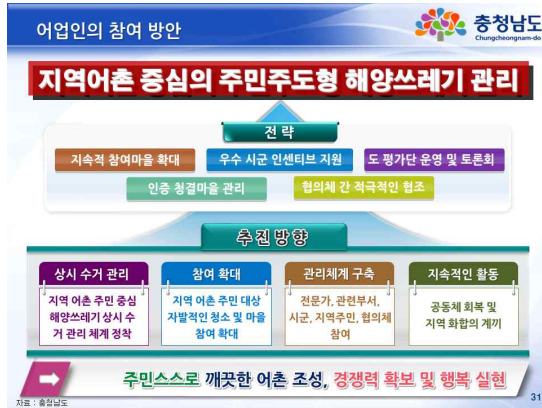 어업인의 참여 방안
충청남도
Chungcheongnam-do
지역어촌 중심의 주민주도형 해양쓰레기 관리
전 략
지속적 참여마을 확대
우수 시군 인센티브 지원
도 평가단 운영 및 토론회
인증 청결마을 관리
협의체 간 적극적인 협조
추 진 방 향
상시 수거 관리
지역 어촌 주민 중심
해양쓰레기 상시 수
거 관리 체계 정착
참여 확대
지역 어촌 주민 대상
자발적인 청소 및 마을
참여 확대
관리체계 구축
전문가, 관련부서,
시군, 지역주민, 협의체
참여
지속적인 활동
공동체 회복 및
지역 화합의 계끼
주민스스로 깨끗한 어촌 조성, 경쟁력 확보 및 행복 실현
자료 : 충청남도
31